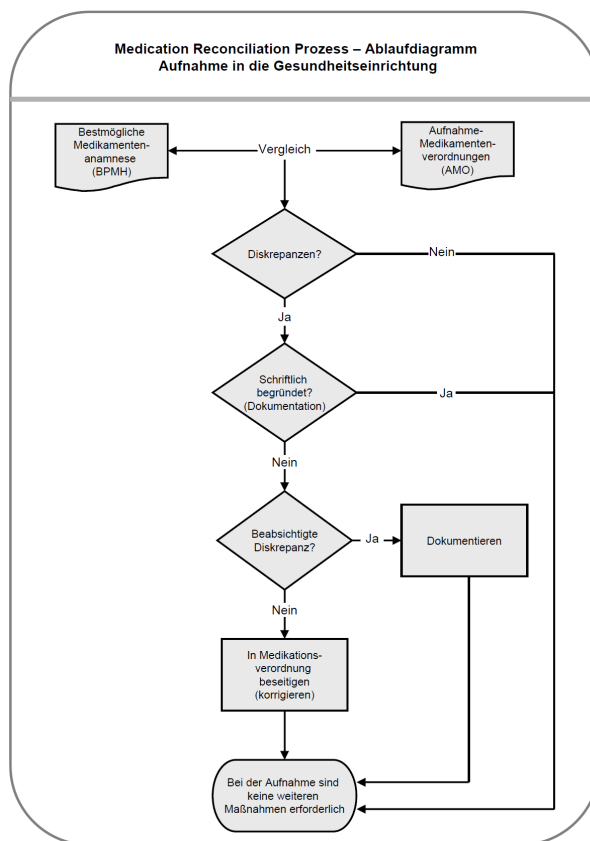 Medication Reconciliation Prozess – Ablaufdiagramm
Aufnahme in die Gesundheitseinrichtung
Bestmögliche
Medikamenten-
anamnese
(BPMH)
Vergleich
Aufnahme-
Medikamenten-
verordnungen
(AMO)
Diskrepanzen?
Nein
Ja
Schriftlich
begründet?
(Dokumentation)
Ja
Nein
Beabsichtigte
Diskrepanz?
Ja
Dokumentieren
Nein
In Medikations-
verordnung
beseitigen
(korrigieren)
Bei der Aufnahme sind
keine weiteren
Maßnahmen erforderlich